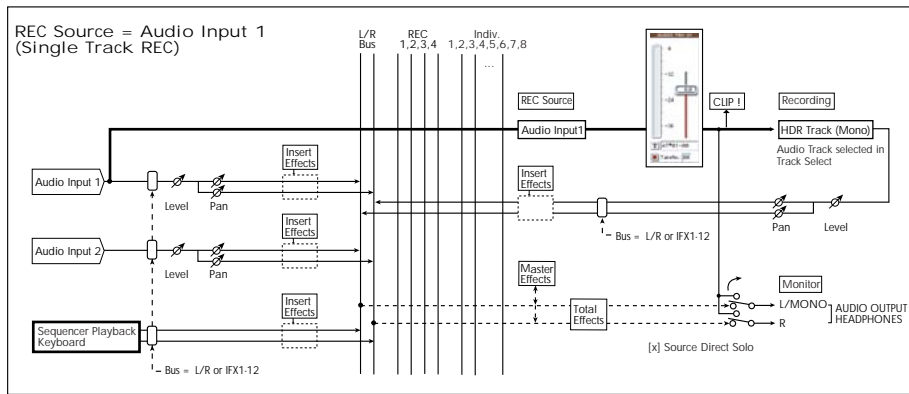 REC Source = Audio Input 1
(Single Track REC)
L/R
Bus
REC
1,2,3,4
Indiv.
1,2,3,4,5,6,7,8
...
REC Source
Audio Input1
CLIP !
Recording
HDR Track (Mono)
Audio Track selected in
Track Select
Audio Input 1
Level
Pan
Insert
Effects
Insert
Effects
Pan
Level
Bus = L/R or IFX1-12
Audio Input 2
Level
Pan
Insert
Effects
Master
Effects
Total
Effects
Monitor
L/MONO
R
AUDIO OUTPUT
HEADPHONES
[x] Source Direct Solo
Sequencer Playback
Keyboard
Insert
Effects
Bus = L/R or IFX1-12